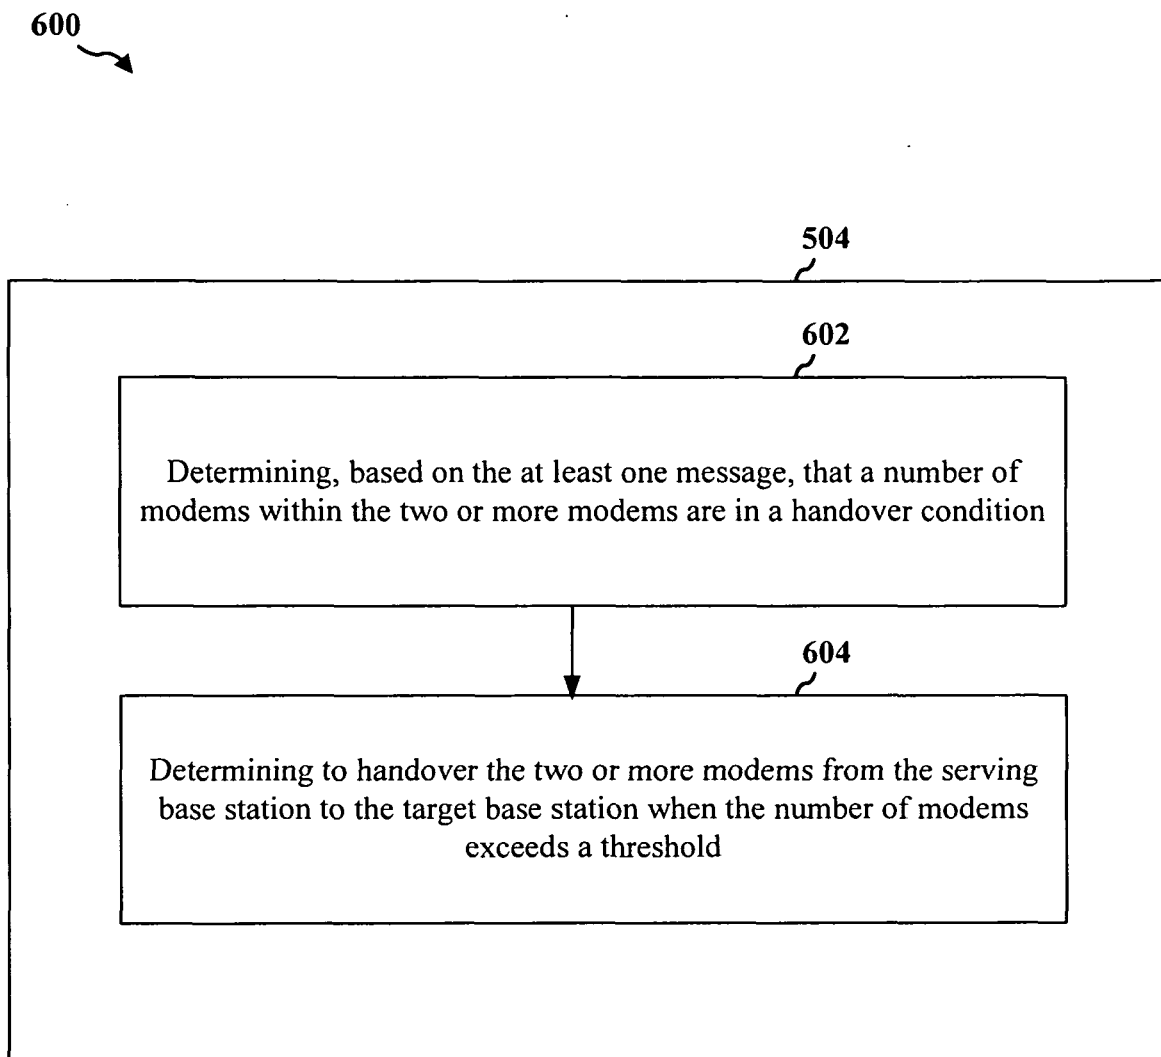 600
504
602
Determining, based on the at least one message, that a number of
modems within the two or more modems are in a handover condition
604
Determining to handover the two or more modems from the serving
base station to the target base station when the number of modems
exceeds a threshold